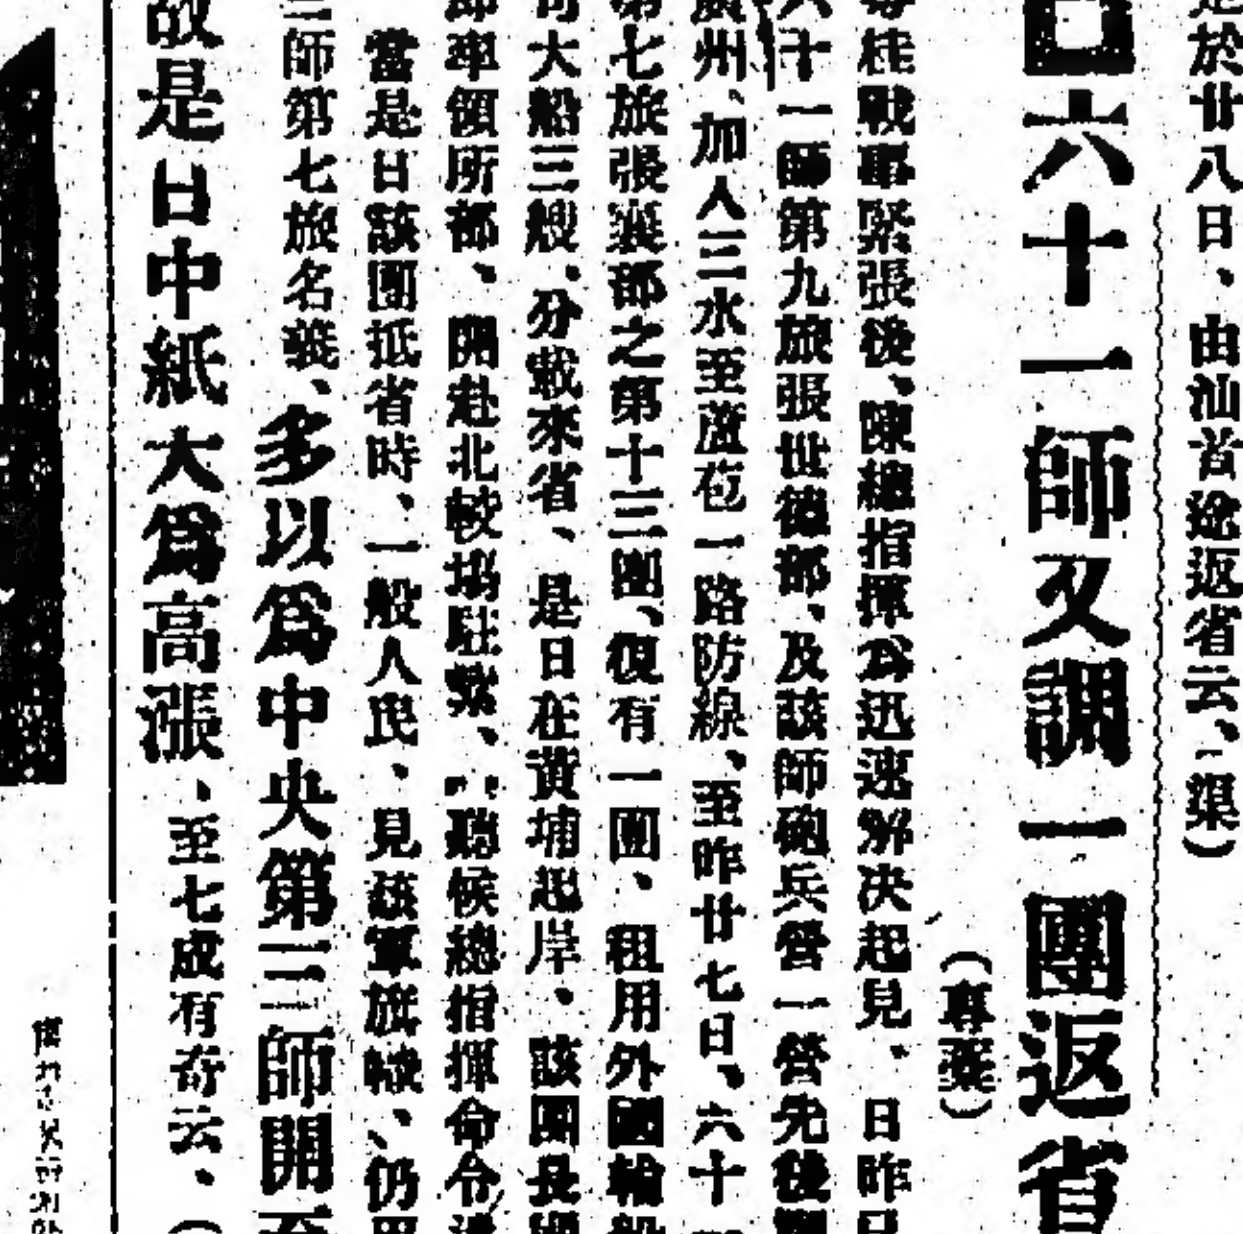 於廿八日、由汕首途返省云、（渠）
六十一師又調一團返省
（專葉）
桂戰事緊張後、陳總指揮爲迅速解决起見．日昨
十一師第九旅張世德部、及該師砲兵營一營先後
廣州、加入三水至蘆苞一路防線、至昨廿七日、六十
第七旅張襄部之第十三團、復有一團、租用外國輪船
大船三艘、分載來省、是日在黃埔起岸．該團長
卽率領所部、開赴北較塲駐紮、聽候總指揮命令
當是日該團抵省時、一般人民、見該軍旗幟、仍用
三師第七旅名義、多以爲中央第三師開至
故是日中紙大爲高漲、至七成有奇云、（